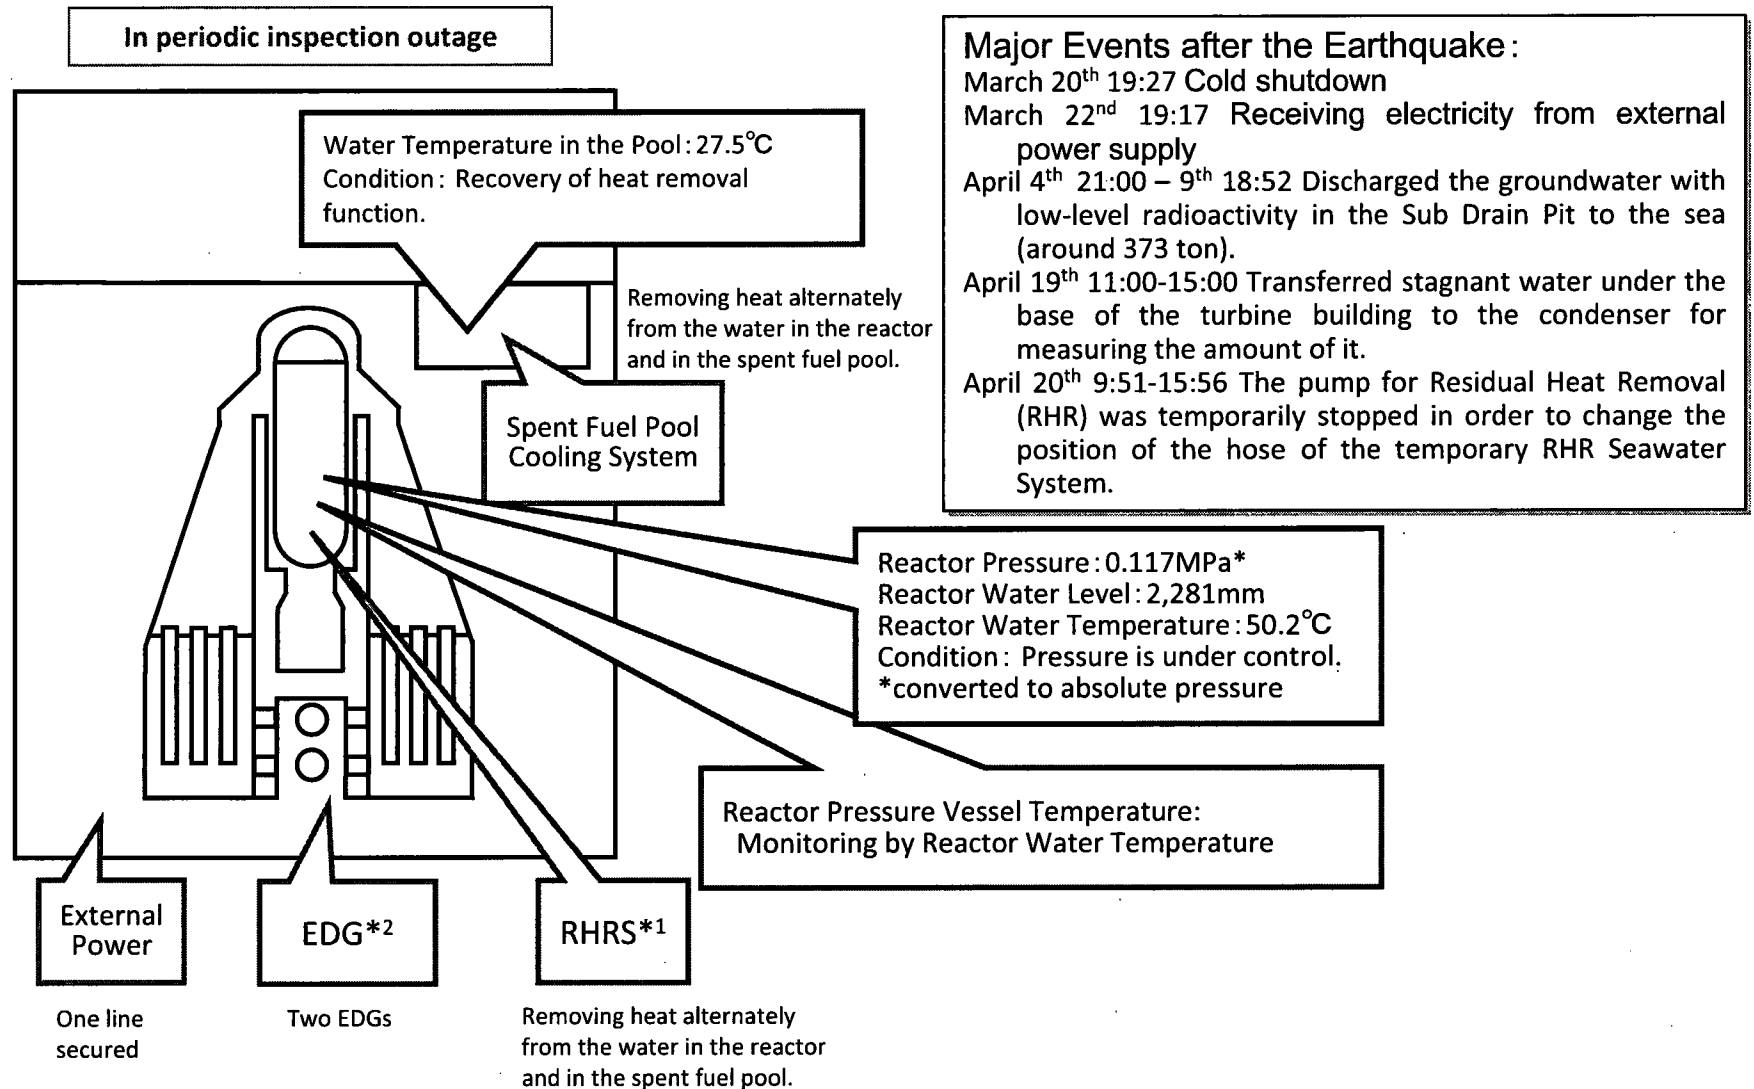 In periodic inspection outage
Major Events after the Earthquake:
March 20th 19:27 Cold shutdown
March 22nd 19:17 Receiving electricity from external
power supply
April 4th 21:00 – 9th 18:52 Discharged the groundwater with
low-level radioactivity in the Sub Drain Pit to the sea
(around 373 ton).
April 19th 11:00-15:00 Transferred stagnant water under the
base of the turbine building to the condenser for
measuring the amount of it.
April 20th 9:51-15:56 The pump for Residual Heat Removal
(RHR) was temporarily stopped in order to change the
position of the hose of the temporary RHR Seawater
System.
Water Temperature in the Pool: 27.5℃
Condition: Recovery of heat removal
function.
Removing heat alternately
from the water in the reactor
and in the spent fuel pool.
Spent Fuel Pool
Cooling System
Reactor Pressure: 0.117MPa*
Reactor Water Level: 2,281mm
Reactor Water Temperature: 50.2℃
Condition: Pressure is under control.
*converted to absolute pressure
Reactor Pressure Vessel Temperature:
Monitoring by Reactor Water Temperature
External
Power
EDG*2
RHRS*1
One line
secured
Two EDGs
Removing heat alternately
from the water in the reactor
and in the spent fuel pool.